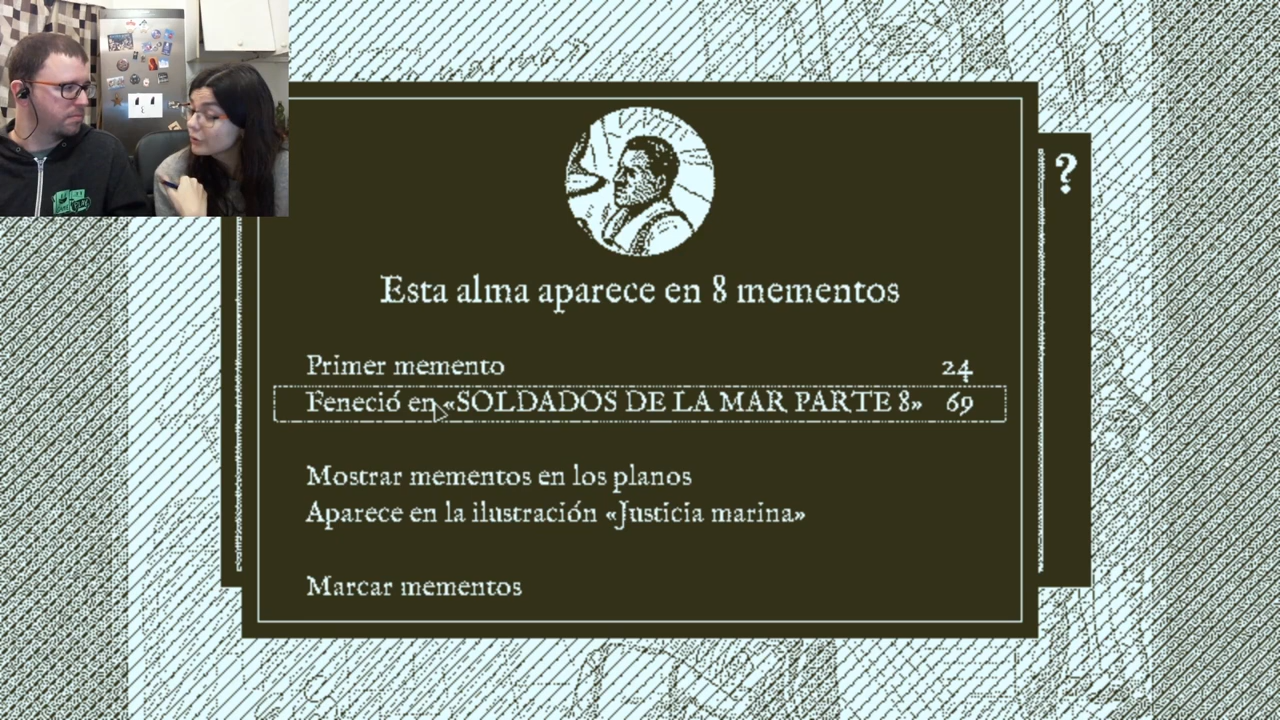 ?
Esta alma aparece en 8 mementos
Primer memento 24
Feneció en «SOLDADOS DE LA MAR PARTE 8» 69
Mostrar mementos en los planos
Aparece en la ilustración «Justicia marina»
Marcar mementos